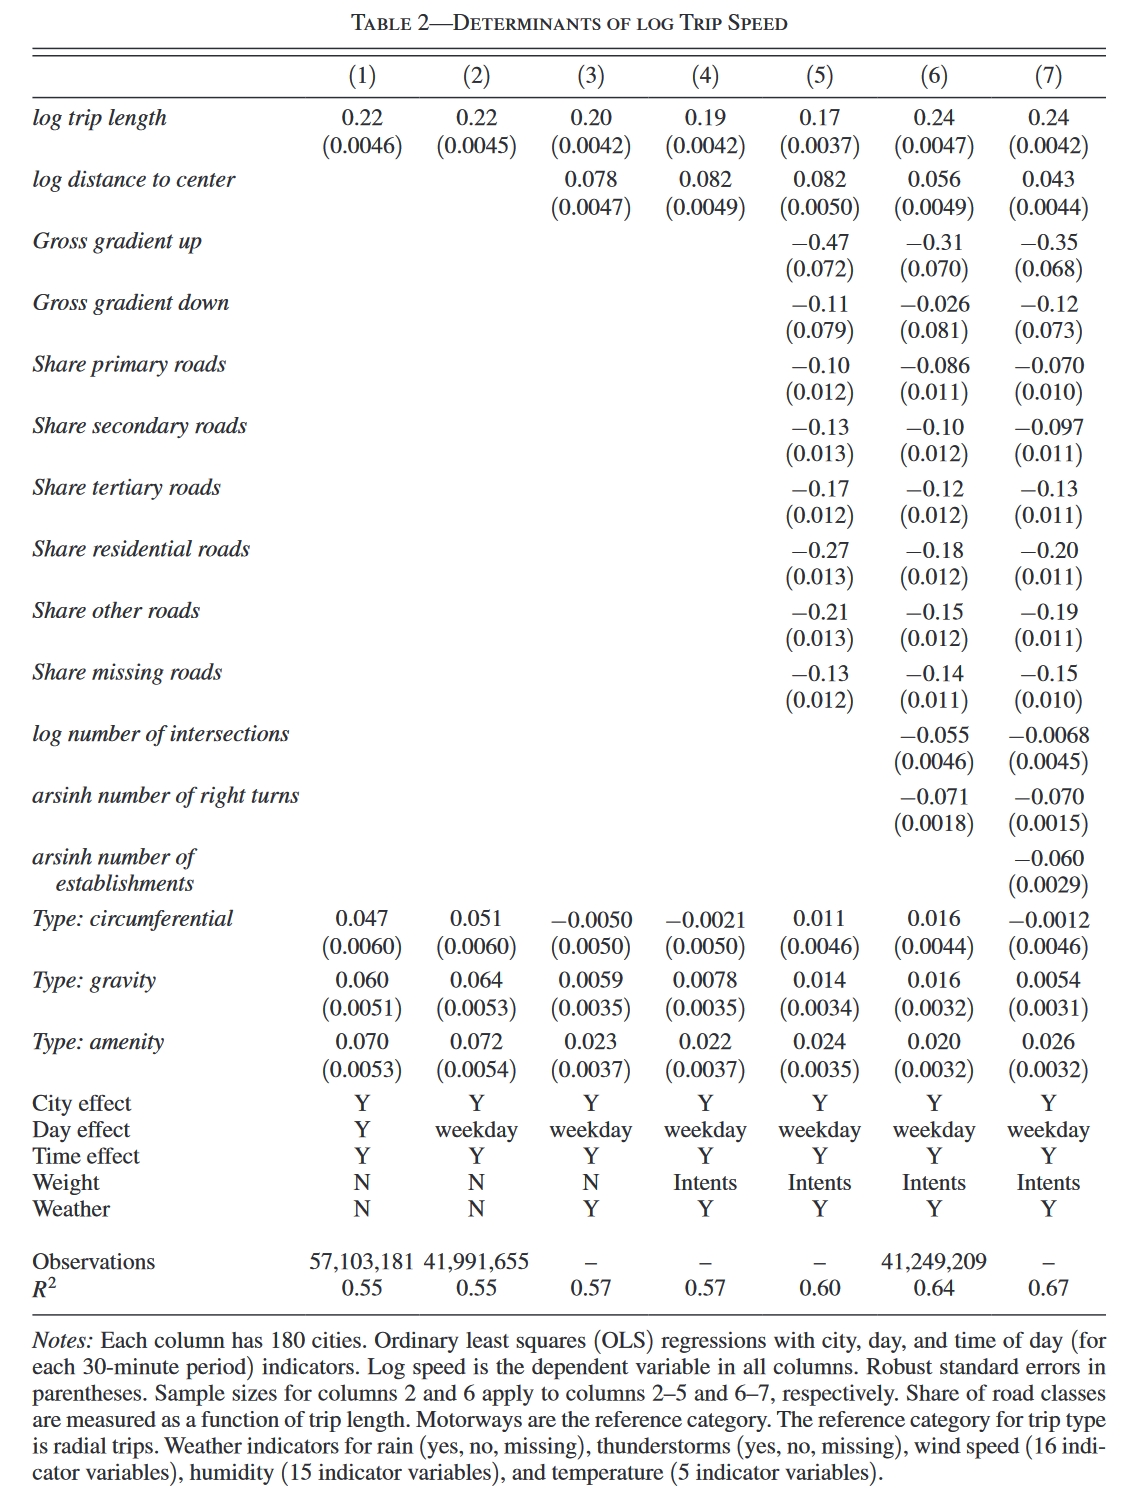 TABLE 2—DETERMINANTS OF LOG TRIP SPEED
(1) (2) (3) (4) (5) (6) (7)
log trip length 0.22 0.22 0.20 0.19 0.17 0.24 0.24
(0.0046) (0.0045) (0.0042) (0.0042) (0.0037) (0.0047) (0.0042)
log distance to center 0.078 0.082 0.082 0.056 0.043
(0.0047) (0.0049) (0.0050) (0.0049) (0.0044)
Gross gradient up −0.47 −0.31 −0.35
(0.072) (0.070) (0.068)
Gross gradient down −0.11 −0.026 −0.12
(0.079) (0.081) (0.073)
Share primary roads −0.10 −0.086 −0.070
(0.012) (0.011) (0.010)
Share secondary roads −0.13 −0.10 −0.097
(0.013) (0.012) (0.011)
Share tertiary roads −0.17 −0.12 −0.13
(0.012) (0.012) (0.011)
Share residential roads −0.27 −0.18 −0.20
(0.013) (0.012) (0.011)
Share other roads −0.21 −0.15 −0.19
(0.013) (0.012) (0.011)
Share missing roads −0.13 −0.14 −0.15
(0.012) (0.011) (0.010)
log number of intersections −0.055 −0.0068
(0.0046) (0.0045)
arsinh number of right turns −0.071 −0.070
(0.0018) (0.0015)
arsinh number of −0.060
establishments (0.0029)
Type: circumferential 0.047 0.051 −0.0050 −0.0021 0.011 0.016 −0.0012
(0.0060) (0.0060) (0.0050) (0.0050) (0.0046) (0.0044) (0.0046)
Type: gravity 0.060 0.064 0.0059 0.0078 0.014 0.016 0.0054
(0.0051) (0.0053) (0.0035) (0.0035) (0.0034) (0.0032) (0.0031)
Type: amenity 0.070 0.072 0.023 0.022 0.024 0.020 0.026
(0.0053) (0.0054) (0.0037) (0.0037) (0.0035) (0.0032) (0.0032)
City effect Y Y Y Y Y Y Y
Day effect Y weekday weekday weekday weekday weekday weekday
Time effect Y Y Y Y Y Y Y
Weight N N N Intents Intents Intents Intents
Weather N N Y Y Y Y Y
Observations 57,103,181 41,991,655 – – – 41,249,209 –
R² 0.55 0.55 0.57 0.57 0.60 0.64 0.67
Notes: Each column has 180 cities. Ordinary least squares (OLS) regressions with city, day, and time of day (for
each 30-minute period) indicators. Log speed is the dependent variable in all columns. Robust standard errors in
parentheses. Sample sizes for columns 2 and 6 apply to columns 2–5 and 6–7, respectively. Share of road classes
are measured as a function of trip length. Motorways are the reference category. The reference category for trip type
is radial trips. Weather indicators for rain (yes, no, missing), thunderstorms (yes, no, missing), wind speed (16 indi-
cator variables), humidity (15 indicator variables), and temperature (5 indicator variables).